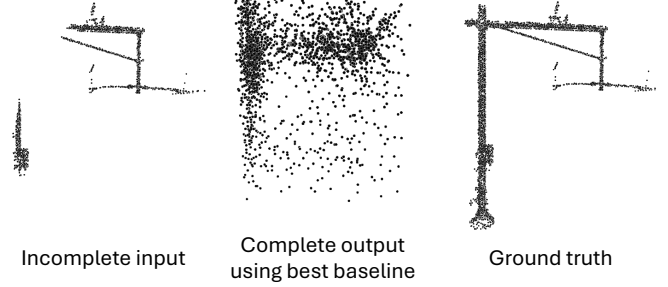 Incomplete input
Complete output
using best baseline
Ground truth